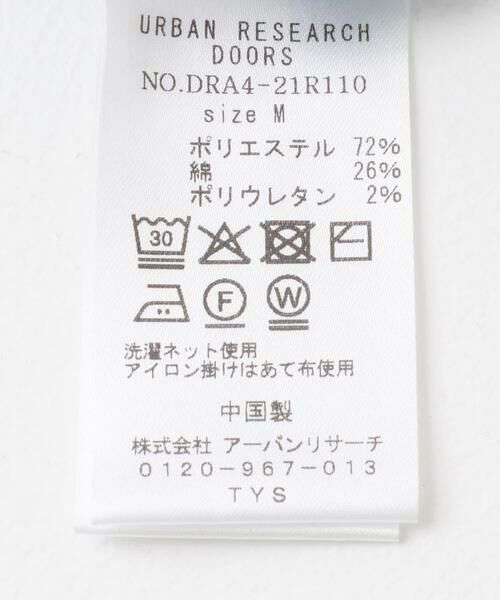 URBAN RESEARCH
DOORS
NO.DRA4-21R110
size M
ポリエステル 72%
綿 26%
ポリウレタン 2%
30
F W
洗濯ネット使用
アイロン掛けはあて布使用
中国製
株式会社 アーバンリサーチ
0120-967-013
TYS